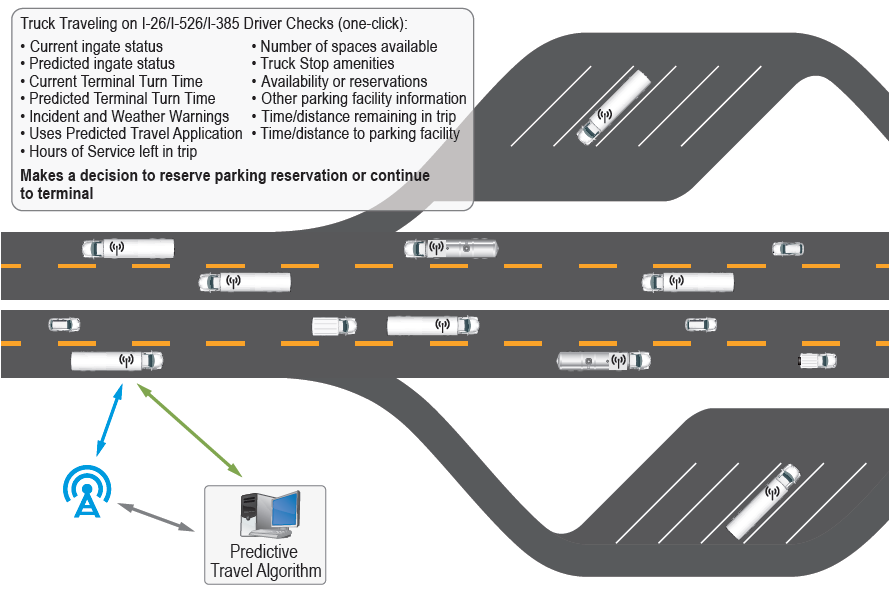 Truck Traveling on I-26/I-526/I-385 Driver Checks (one-click):
• Current ingate status
• Predicted ingate status
• Current Terminal Turn Time
• Predicted Terminal Turn Time
• Incident and Weather Warnings
• Uses Predicted Travel Application
• Hours of Service left in trip
• Number of spaces available
• Truck Stop amenities
• Availability or reservations
• Other parking facility information
• Time/distance remaining in trip
• Time/distance to parking facility
Makes a decision to reserve parking reservation or continue
to terminal
Predictive
Travel Algorithm